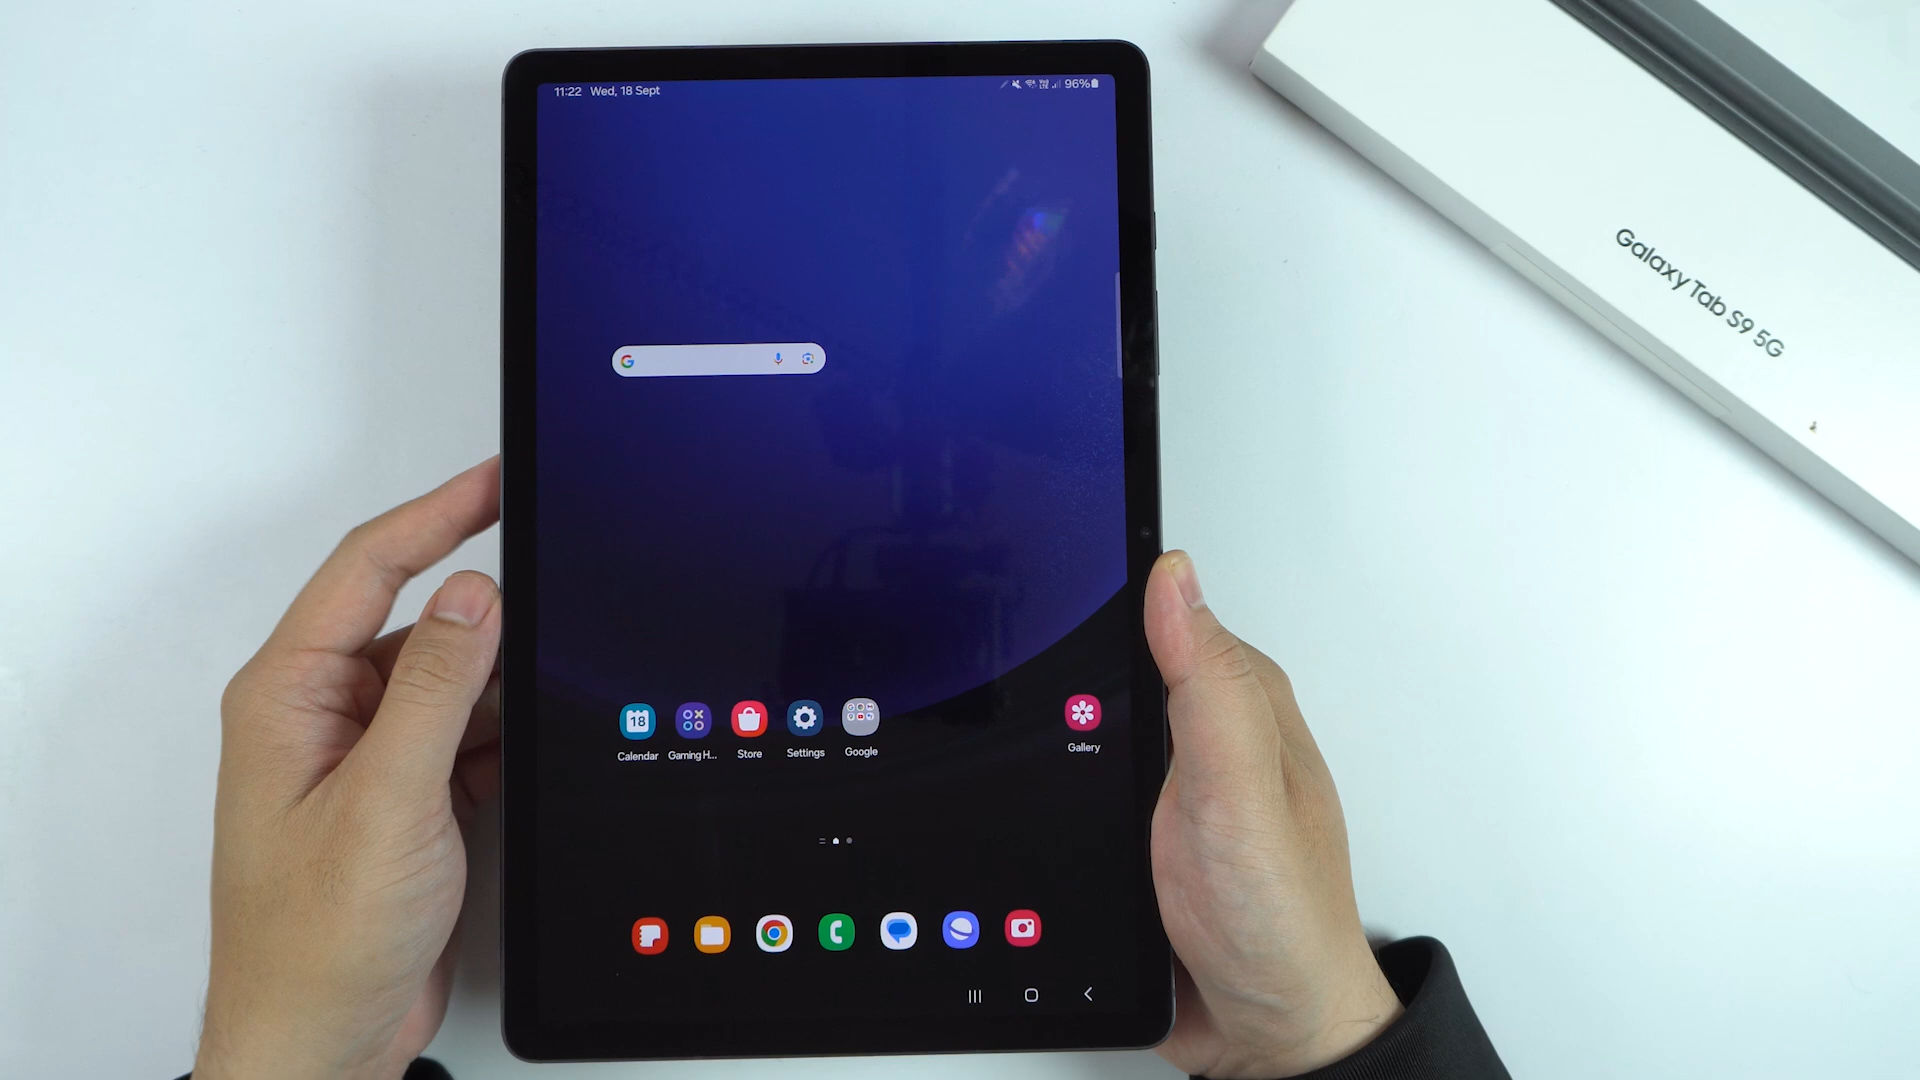 11:22 Wed, 18 Sept
96%
18
Calendar
Gaming H...
Store
Settings
Google
Gallery
Galaxy Tab S9 5G